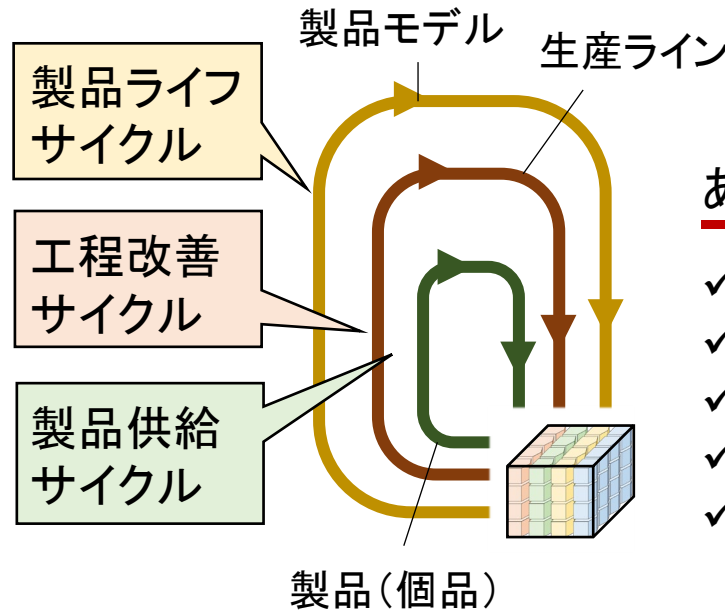 製品モデル
生産ライン
製品ライフ
サイクル
工程改善
サイクル
製品供給
サイクル
製品（個品）
✓
✓
✓
✓
✓